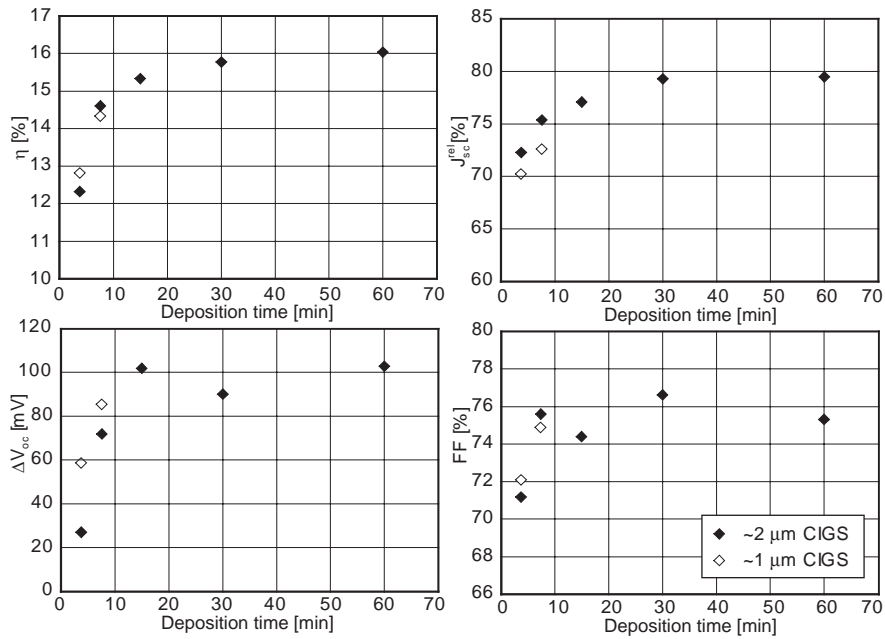 17
16
15
14
13
12
11
10
η [%]
0 10 20 30 40 50 60 70
Deposition time [min]
85
80
75
70
65
60
J_sc^rel [%]
0 10 20 30 40 50 60 70
Deposition time [min]
120
100
80
60
40
20
0
ΔV_oc [mV]
0 10 20 30 40 50 60 70
Deposition time [min]
80
78
76
74
72
70
68
66
FF [%]
~2 μm CIGS
~1 μm CIGS
0 10 20 30 40 50 60 70
Deposition time [min]